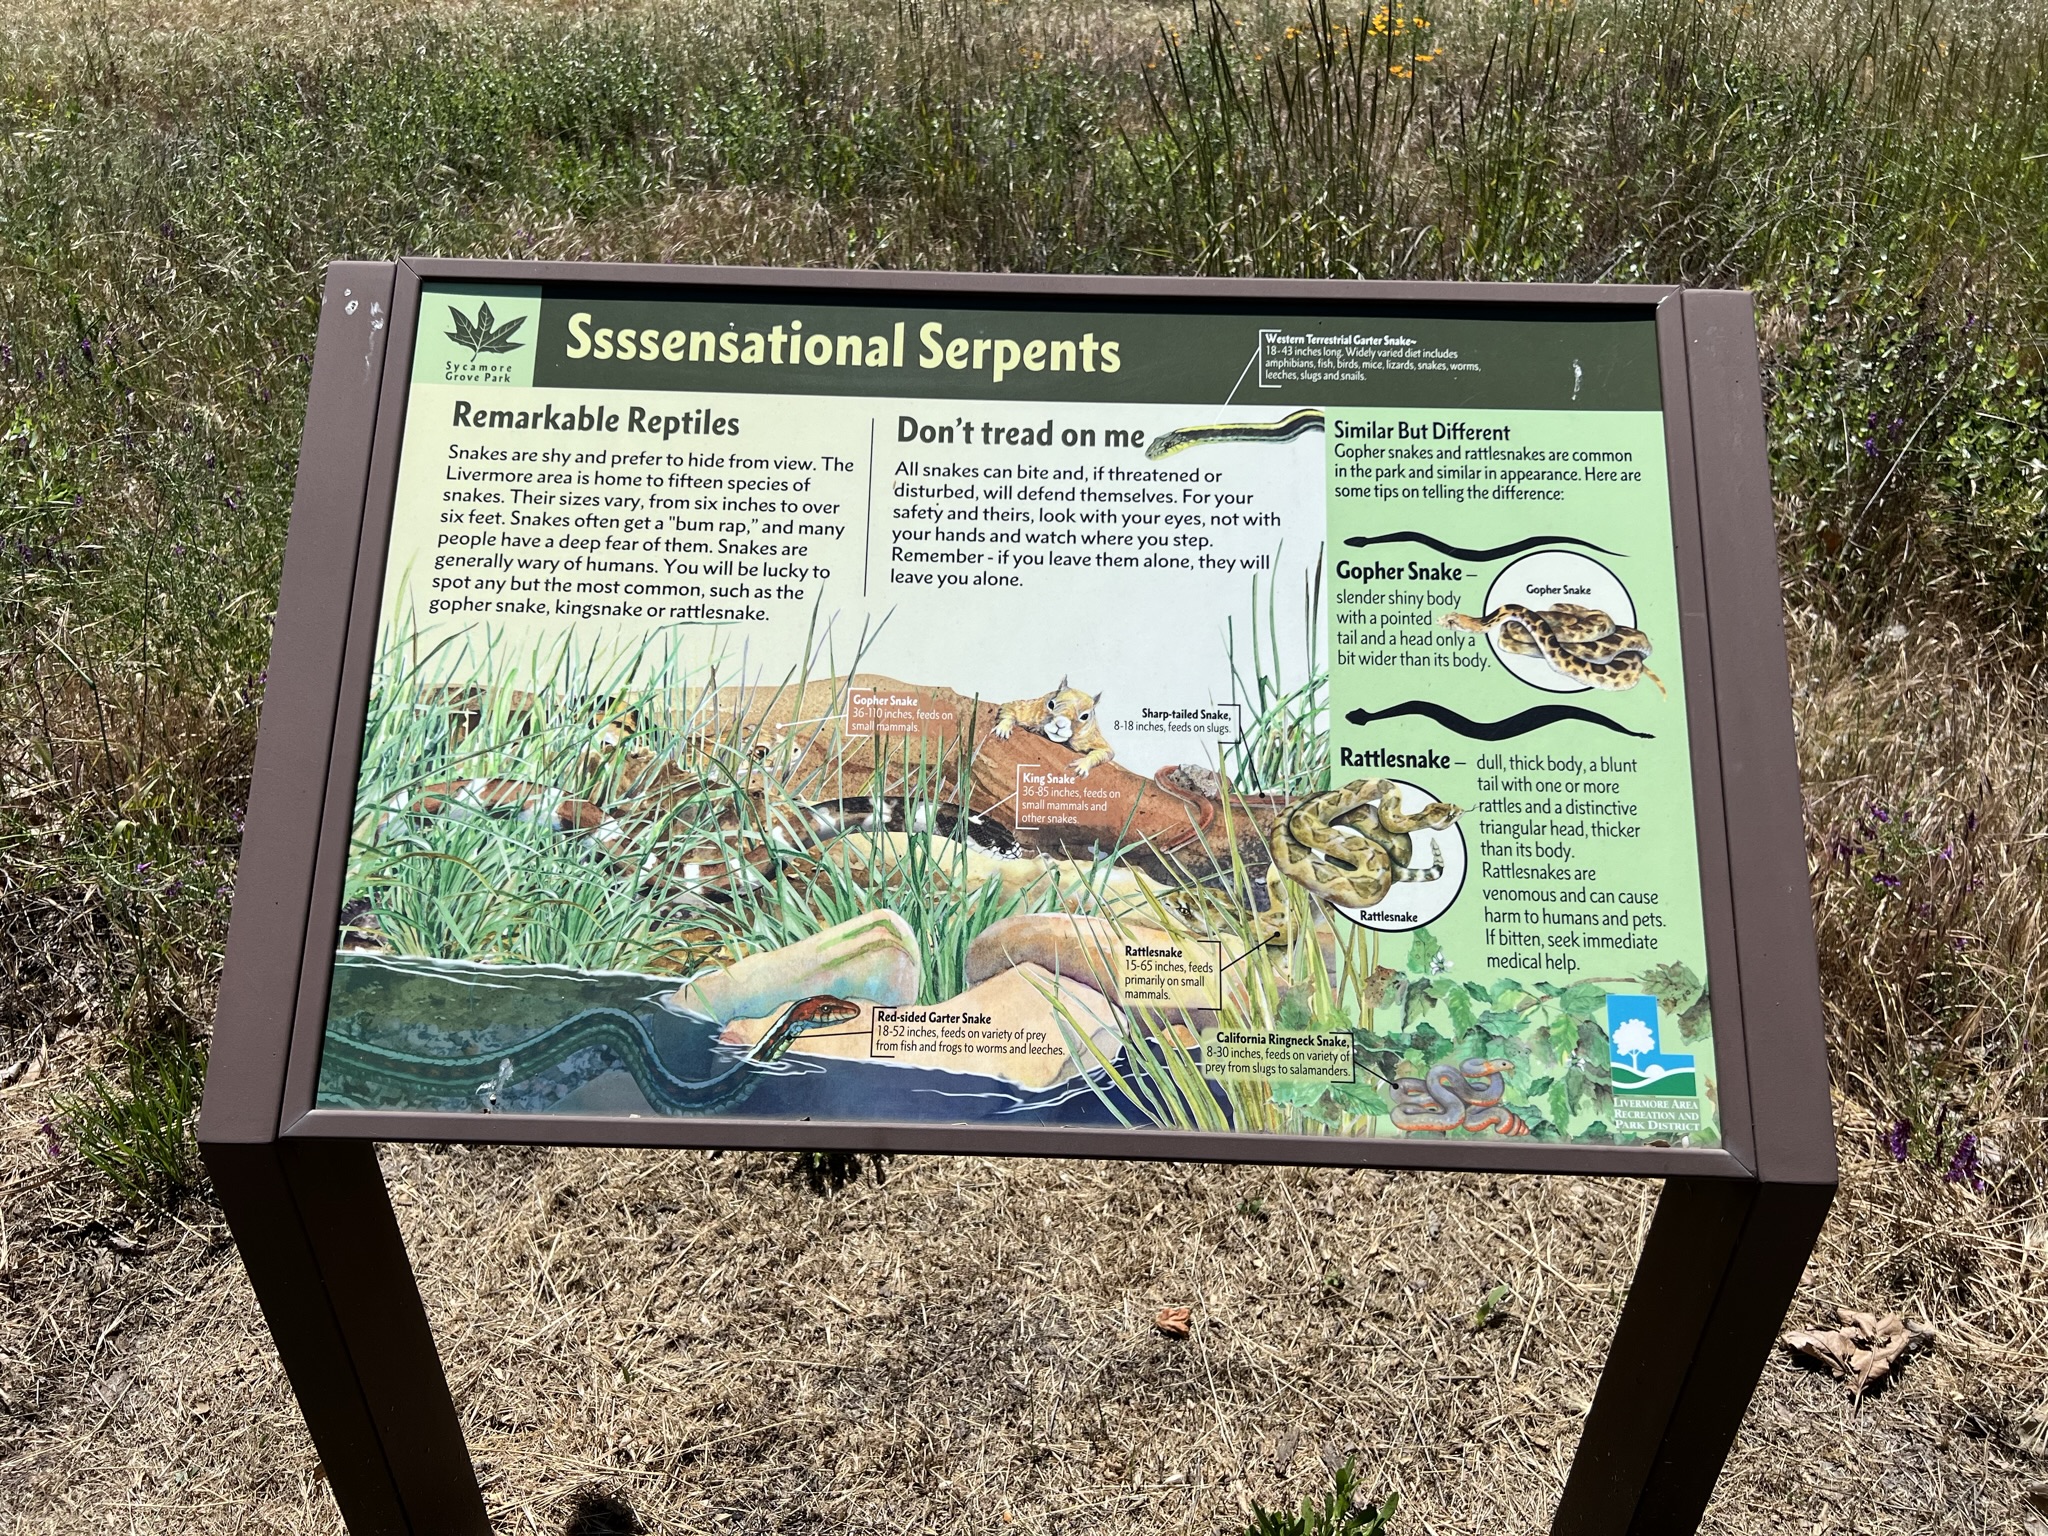 Sycamore
Grove Park
Ssssensational Serpents
Western Terrestrial Garter Snake~
18-43 inches long. Widely varied diet includes
amphibians, fish, birds, mice, lizards, snakes, worms,
leeches, slugs and snails.
Remarkable Reptiles
Snakes are shy and prefer to hide from view. The
Livermore area is home to fifteen species of
snakes. Their sizes vary, from six inches to over
six feet. Snakes often get a "bum rap," and many
people have a deep fear of them. Snakes are
generally wary of humans. You will be lucky to
spot any but the most common, such as the
gopher snake, kingsnake or rattlesnake.
Don't tread on me
All snakes can bite and, if threatened or
disturbed, will defend themselves. For your
safety and theirs, look with your eyes, not with
your hands and watch where you step.
Remember - if you leave them alone, they will
leave you alone.
Similar But Different
Gopher snakes and rattlesnakes are common
in the park and similar in appearance. Here are
some tips on telling the difference:
Gopher Snake –
slender shiny body
with a pointed
tail and a head only a
bit wider than its body.
Gopher Snake
Rattlesnake – dull, thick body, a blunt
tail with one or more
rattles and a distinctive
triangular head, thicker
than its body.
Rattlesnakes are
venomous and can cause
harm to humans and pets.
If bitten, seek immediate
medical help.
Rattlesnake
Gopher Snake
36-110 inches, feeds on
small mammals.
Sharp-tailed Snake,
8-18 inches, feeds on slugs.
King Snake
36-85 inches, feeds on
small mammals and
other snakes.
Rattlesnake
15-65 inches, feeds
primarily on small
mammals.
Red-sided Garter Snake
18-52 inches, feeds on variety of prey
from fish and frogs to worms and leeches.
California Ringneck Snake,
8-30 inches, feeds on variety of
prey from slugs to salamanders.
Livermore Area
Recreation and
Park District